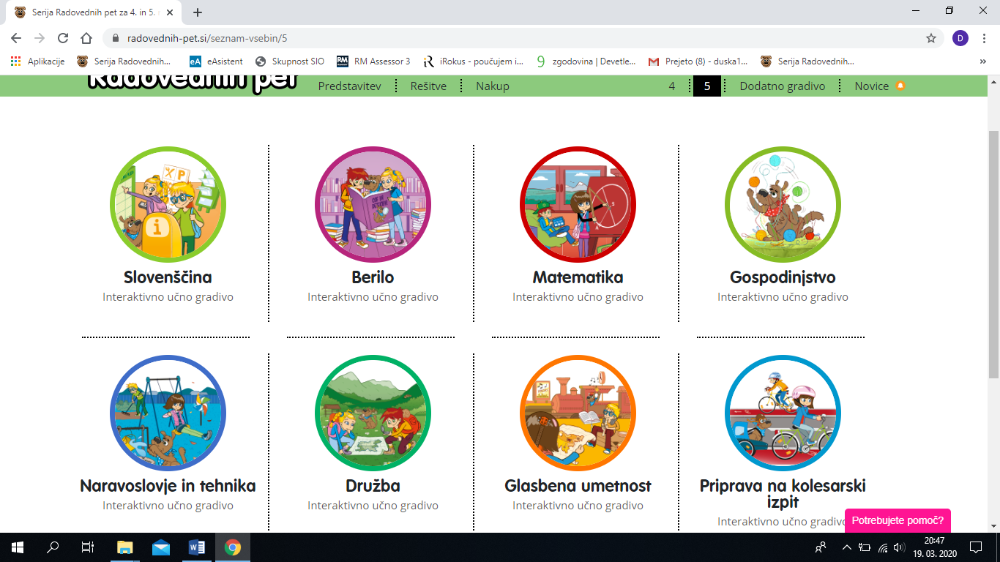 Serija Radovednih pet za 4. in 5.
radovednih-pet.si/seznam-vsebin/5
D
Aplikacije
Serija Radovednih...
eA
eAsistent
Skupnost SIO
RM
RM Assessor 3
iRokus - poučujem i...
zgodovina | Devetle...
Prejeto (8) - duska1...
Serija Radovednih...
Radovednih pet
Predstavitev
Rešitve
Nakup
4
5
Dodatno gradivo
Novice
Slovenščina
Interaktivno učno gradivo
Berilo
Interaktivno učno gradivo
Matematika
Interaktivno učno gradivo
Gospodinjstvo
Interaktivno učno gradivo
Naravoslovje in tehnika
Interaktivno učno gradivo
Družba
Interaktivno učno gradivo
Glasbena umetnost
Interaktivno učno gradivo
Priprava na kolesarski
izpit
Interaktivno učno gradivo
Potrebujete pomoč?
20:47
19. 03. 2020